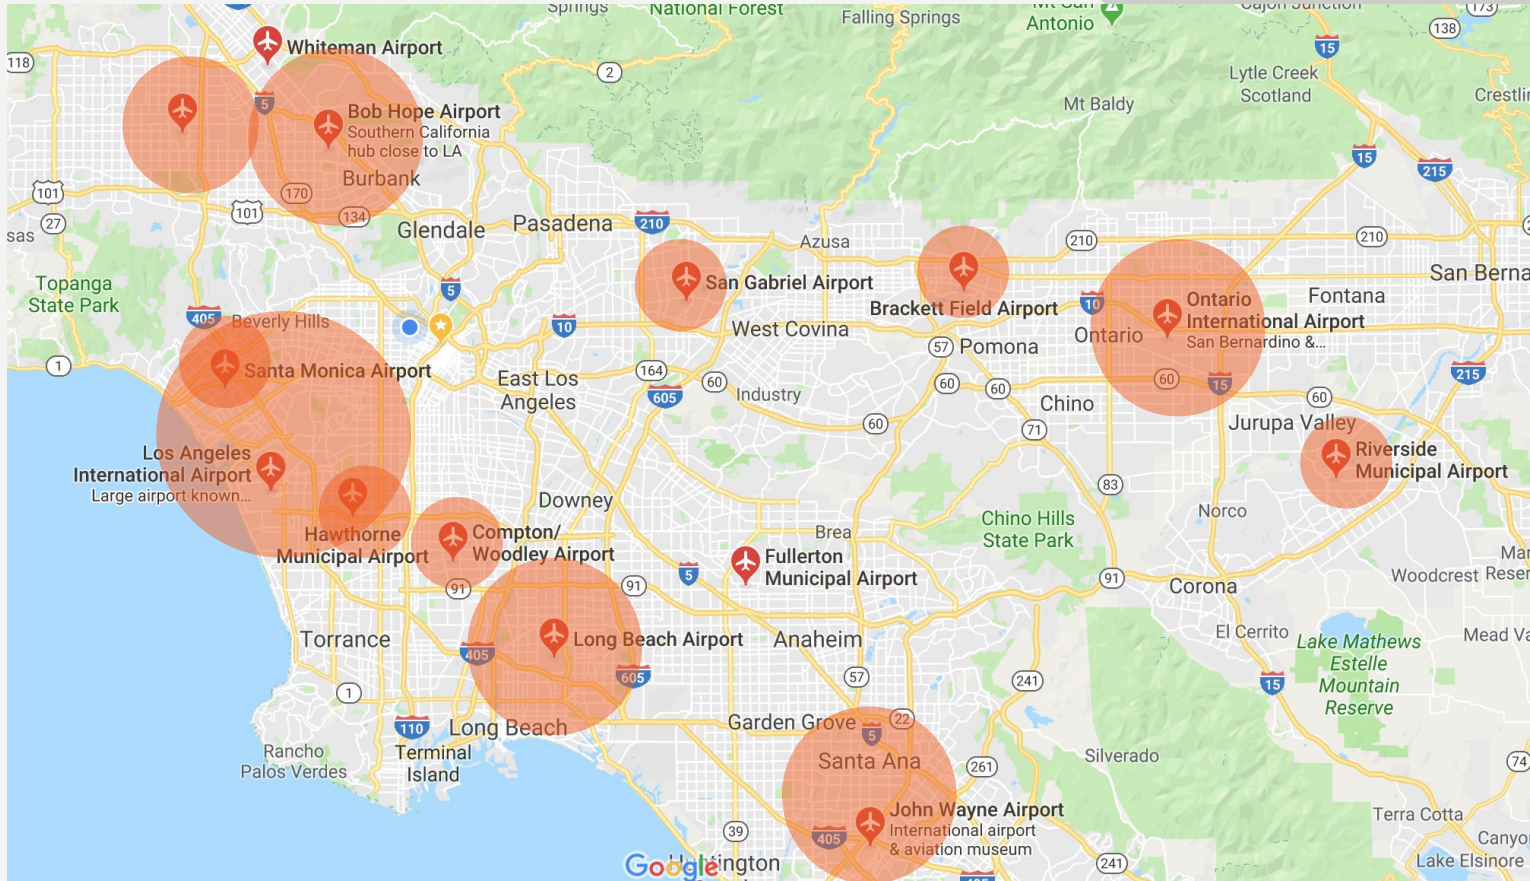 Springs
National Forest
Falling Springs
Mt San
Antonio
Cajon Junction
173
138
15
118
Whiteman Airport
2
Lytle Creek
Scotland
5
Bob Hope Airport
Southern California
hub close to LA
Mt Baldy
15
215
Burbank
101
170
101
134
27
Glendale
Pasadena
210
Azusa
210
210
San Gabriel Airport
San Berna
Topanga
State Park
5
Brackett Field Airport
10
Ontario
International Airport
San Bernardino &...
Fontana
405
Beverly Hills
10
West Covina
Ontario
57
Pomona
1
Santa Monica Airport
East Los
Angeles
164
605
60
Industry
60
60
60
15
60
215
Chino
60
71
Jurupa Valley
Los Angeles
International Airport
Large airport known...
Riverside
Municipal Airport
83
Downey
Norco
Hawthorne
Municipal Airport
Compton/
Woodley Airport
Brea
Chino Hills
State Park
Fullerton
Municipal Airport
91
91
5
91
Corona
Woodcrest
Torrance
Long Beach Airport
Anaheim
El Cerrito
Lake Mathews
Estelle
Mountain
Reserve
405
605
57
241
15
1
110
Long Beach
Garden Grove
22
5
Terminal
Island
Rancho
Palos Verdes
Santa Ana
261
Silverado
74
John Wayne Airport
International airport
& aviation museum
405
39
Terra Cotta
Google
241
Lake Elsinore